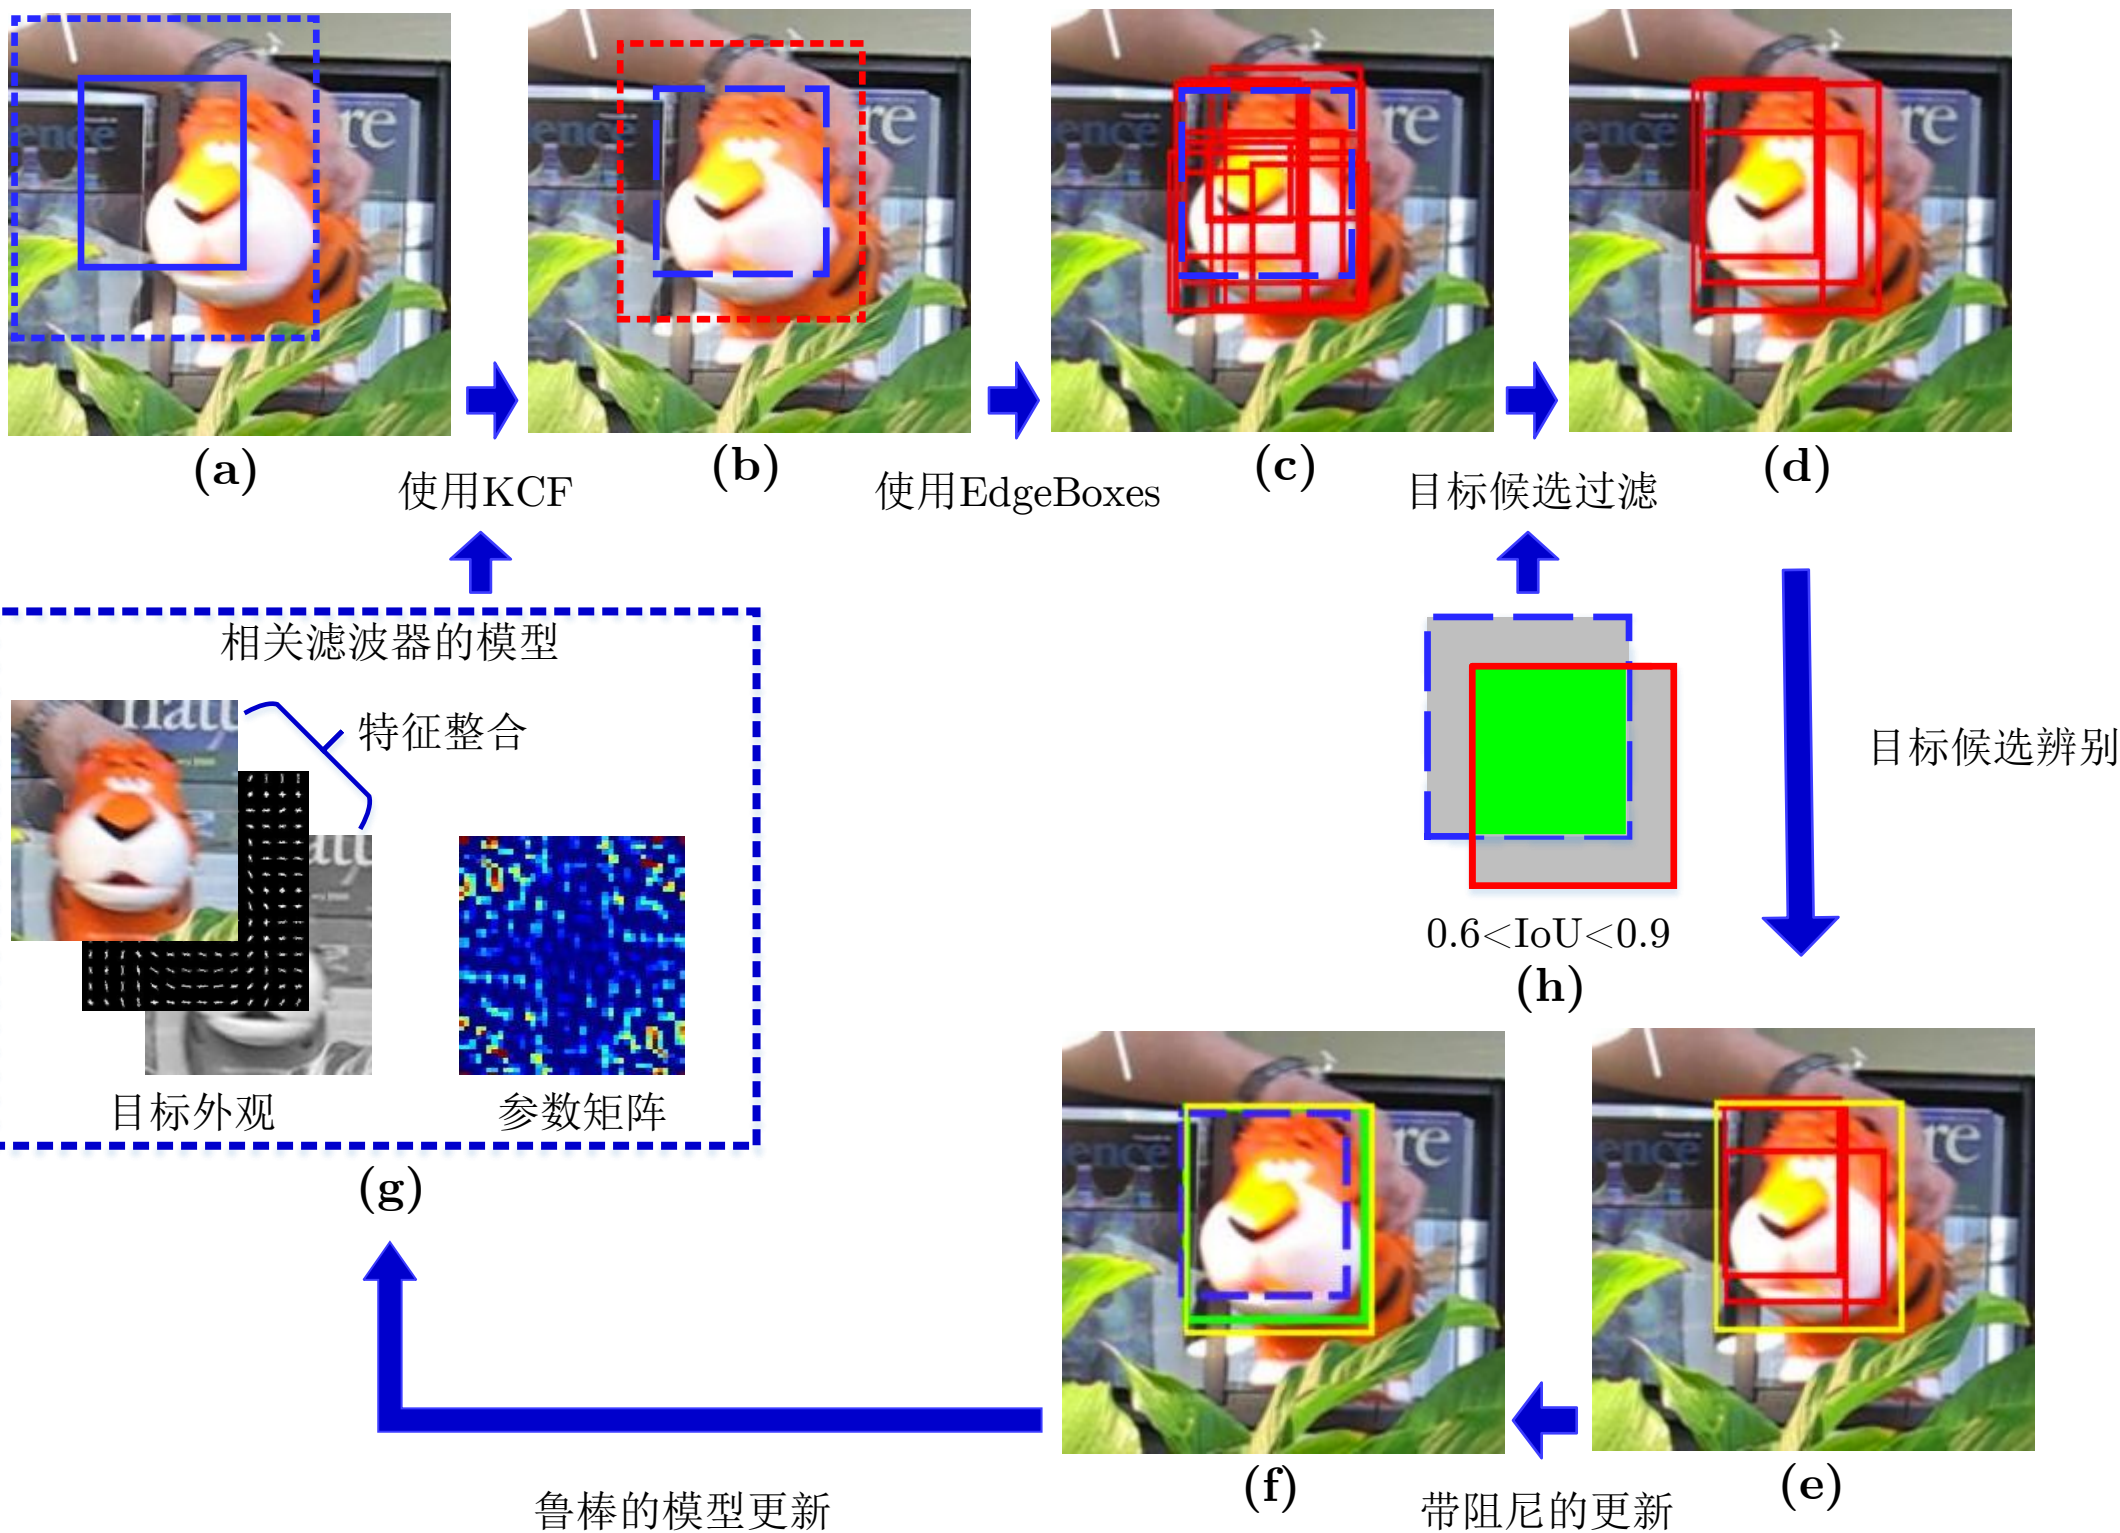 (a)
(b)
(c)
(d)
使用KCF
使用EdgeBoxes
目标候选过滤
相关滤波器的模型
特征整合
目标外观
参数矩阵
(g)
0.6<IoU<0.9
(h)
目标候选辨别
(f)
(e)
鲁棒的模型更新
带阻尼的更新